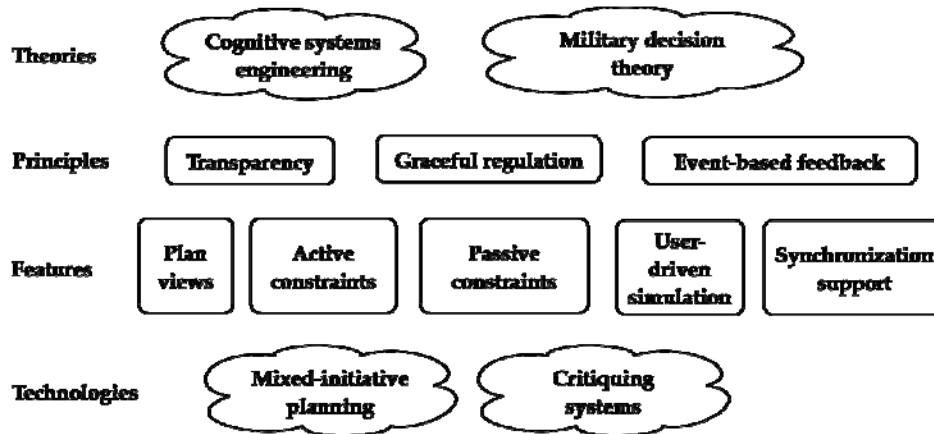 Theories
Cognitive systems
engineering
Military decision
theory
Principles
Transparency
Graceful regulation
Event-based feedback
Features
Plan
views
Active
constraints
Passive
constraints
User-
driven
simulation
Synchronization
support
Technologies
Mixed-initiative
planning
Critiquing
systems